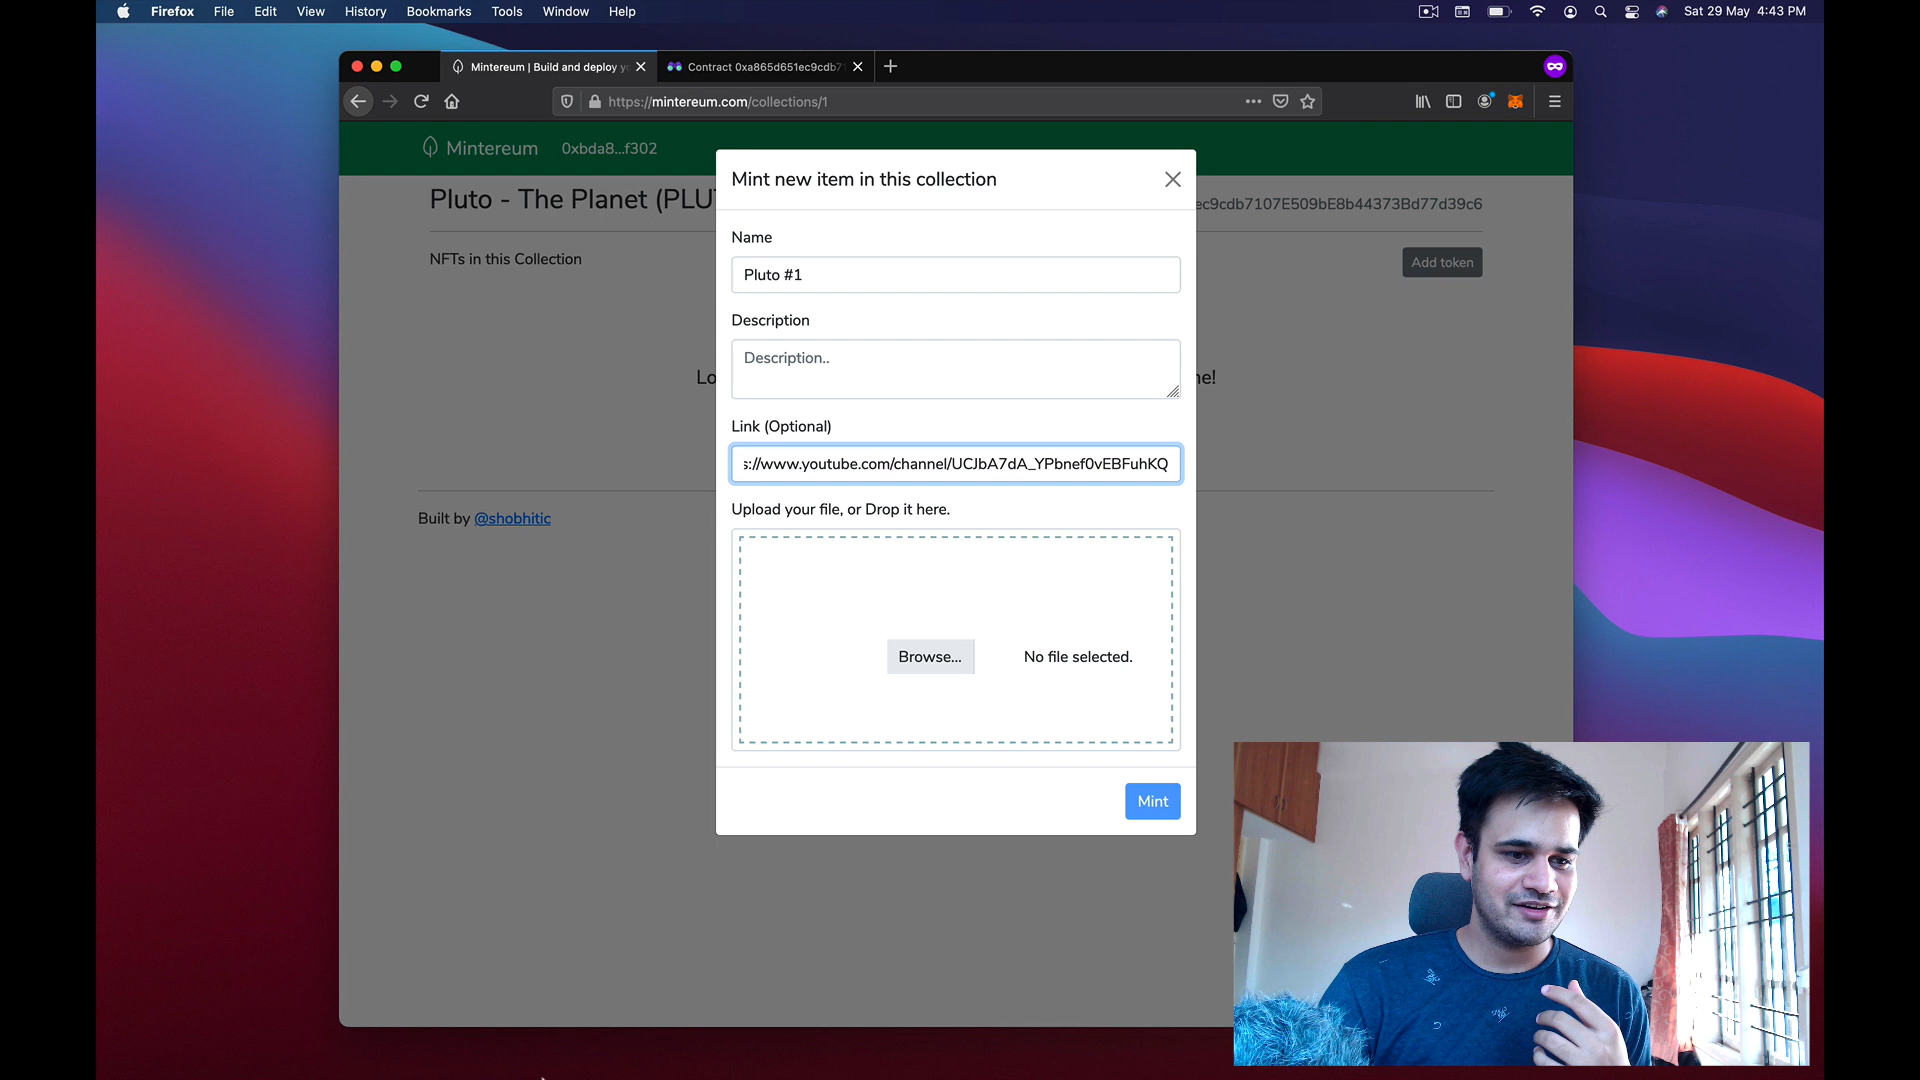 Firefox File Edit View History Bookmarks Tools Window Help Sat 29 May 4:43 PM
Mintereum | Build and deploy Contract 0xa865d651ec9cdb7
https://mintereum.com/collections/1
Mintereum 0xbda8...f302
Mint new item in this collection
Pluto - The Planet (PLU ec9cdb7107E509bE8b44373Bd77d39c6
Name
NFTs in this Collection
Add token
Pluto #1
Description
Description..
Lo ne!
Link (Optional)
s://www.youtube.com/channel/UCJbA7dA_YPbnef0vEBFuhKQ
Upload your file, or Drop it here.
Built by @shobhitic
Browse... No file selected.
Mint